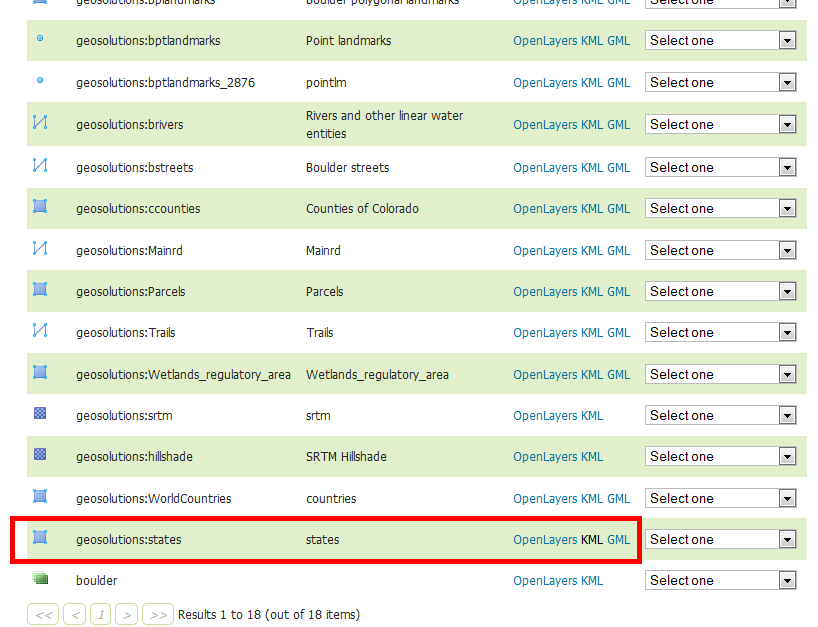 geosolutions:bplandmarks Boulder polygonal landmarks OpenLayers KML GML Select one
geosolutions:bptlandmarks Point landmarks OpenLayers KML GML Select one
geosolutions:bptlandmarks_2876 pointlm OpenLayers KML GML Select one
geosolutions:brivers Rivers and other linear water
entities OpenLayers KML GML Select one
geosolutions:bstreets Boulder streets OpenLayers KML GML Select one
geosolutions:ccounties Counties of Colorado OpenLayers KML GML Select one
geosolutions:Mainrd Mainrd OpenLayers KML GML Select one
geosolutions:Parcels Parcels OpenLayers KML GML Select one
geosolutions:Trails Trails OpenLayers KML GML Select one
geosolutions:Wetlands_regulatory_area Wetlands_regulatory_area OpenLayers KML GML Select one
geosolutions:srtm srtm OpenLayers KML Select one
geosolutions:hillshade SRTM Hillshade OpenLayers KML Select one
geosolutions:WorldCountries countries OpenLayers KML GML Select one
geosolutions:states states OpenLayers KML GML Select one
boulder OpenLayers KML Select one
<< < 1 > >> Results 1 to 18 (out of 18 items)